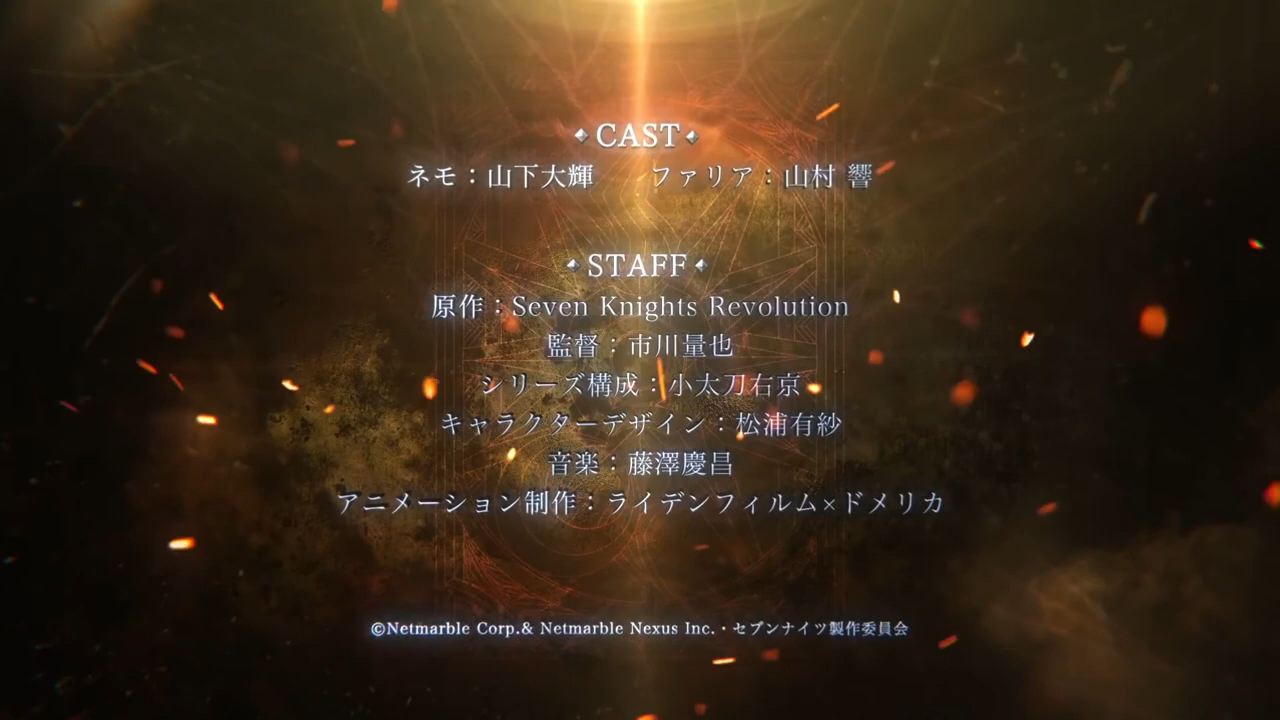 CAST
ネモ：山下大輝　ファリア：山村 響
STAFF
原作：Seven Knights Revolution
監督：市川量也
シリーズ構成：小太刀右京
キャラクターデザイン：松浦有紗
音楽：藤澤慶昌
アニメーション制作：ライデンフィルム×ドメリカ
©Netmarble Corp.& Netmarble Nexus Inc.・セブンナイツ製作委員会